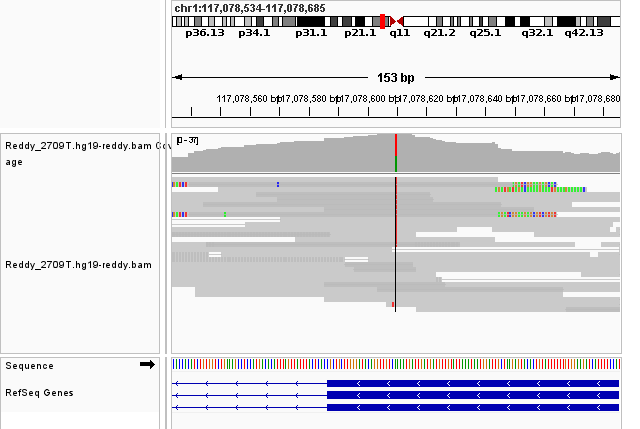 chr1:117,078,534-117,078,685
p36.13 p34.1 p31.1 p21.1 q11 q21.2 q25.1 q32.1 q42.13
153 bp
117,078,560 bp 117,078,580 bp 117,078,600 bp 117,078,620 bp 117,078,640 bp 117,078,660 bp 117,078,680
[0 - 37]
Reddy_2709T.hg19-reddy.bam Cov
age
Reddy_2709T.hg19-reddy.bam
Sequence
RefSeq Genes